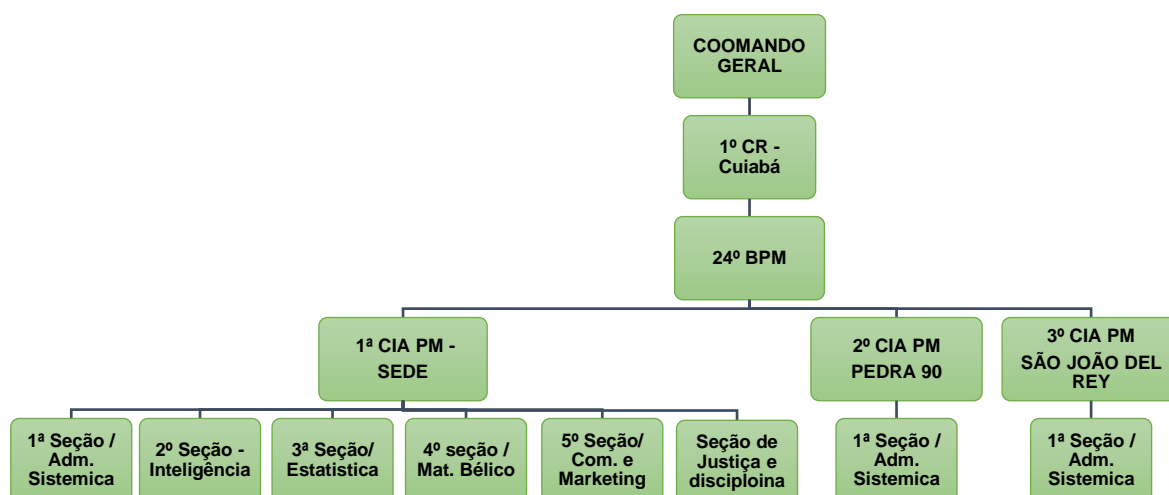 COOMANDO
GERAL
1º CR -
Cuiabá
24º BPM
1ª CIA PM -
SEDE
2º CIA PM
PEDRA 90
3º CIA PM
SÃO JOÃO DEL
REY
1ª Seção /
Adm.
Sistemica
2º Seção -
Inteligência
3ª Seção/
Estatistica
4º seção /
Mat. Bélico
5º Seção/
Com. e
Marketing
Seção de
Justiça e
disciploina
1ª Seção /
Adm.
Sistemica
1ª Seção /
Adm.
Sistemica